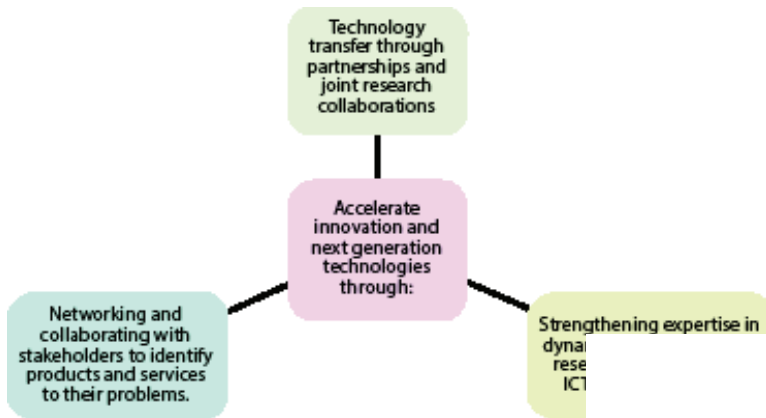 Technology
transfer through
partnerships and
joint research
collaborations
Accelerate
innovation and
next generation
technologies
through:
Networking and
collaborating with
stakeholders to identify
products and services
to their problems.
Strengthening expertise in
ICT